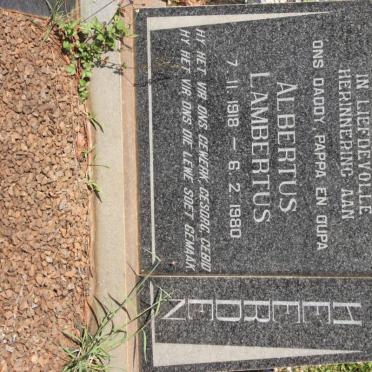 IN LIEFDEVOLLE
HERINNERING AAN
ONS DADDY, PAPPA EN OUPA
ALBERTUS
LAMBERTUS
7. 11. 1918 – 6. 2. 1980
HY HET VIR ONS GEWERK, GESORG, GEBID
HY HET VIR ONS DIE LEWE SOET GEMAAK
HEERDEN